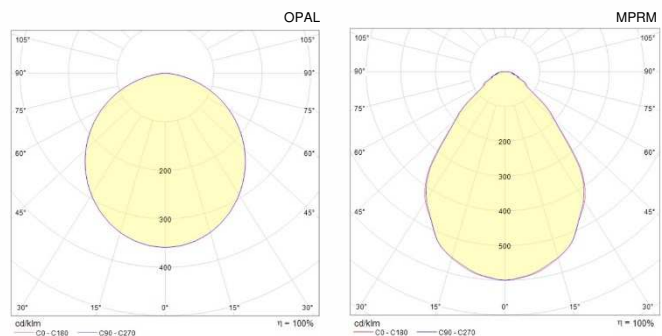 OPAL
105° 105°
90° 90°
75° 75°
60° 60°
200
45° 45°
300
400
30° 15° 0° 15° 30°
cd/klm η = 100%
C0 - C180 C90 - C270
MPRM
105° 105°
90° 90°
75° 75°
200
60° 60°
300
45° 400 45°
500
30° 15° 0° 15° 30°
cd/klm η = 100%
C0 - C180 C90 - C270